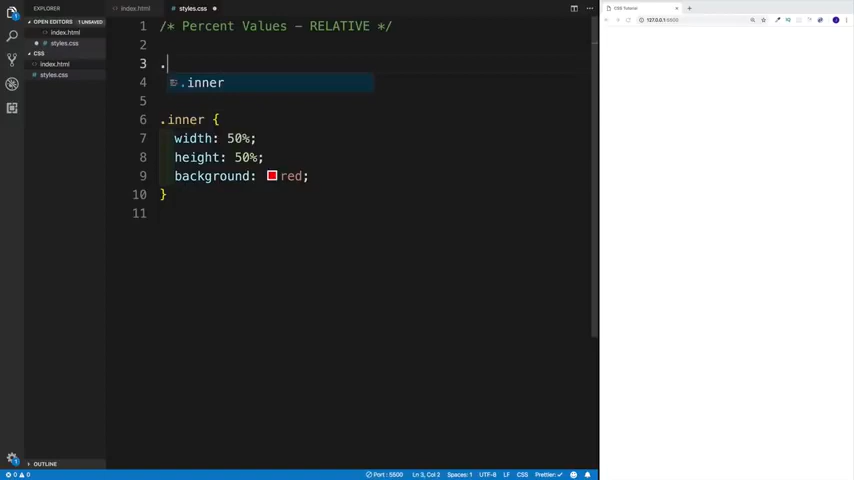 EXPLORER
OPEN EDITORS 1 UNSAVED
index.html
styles.css
CSS
index.html
styles.css
OUTLINE
index.html
# styles.css
1 /* Percent Values - RELATIVE */
2
3 .
.inner
4
5
6 .inner {
7 width: 50%;
8 height: 50%;
9 background: red;
10 }
11
0 0
Port : 5500
Ln 3, Col 2
Spaces: 1
UTF-8
LF
CSS
Prettier: ✓
CSS Tutorial
127.0.0.1:5500